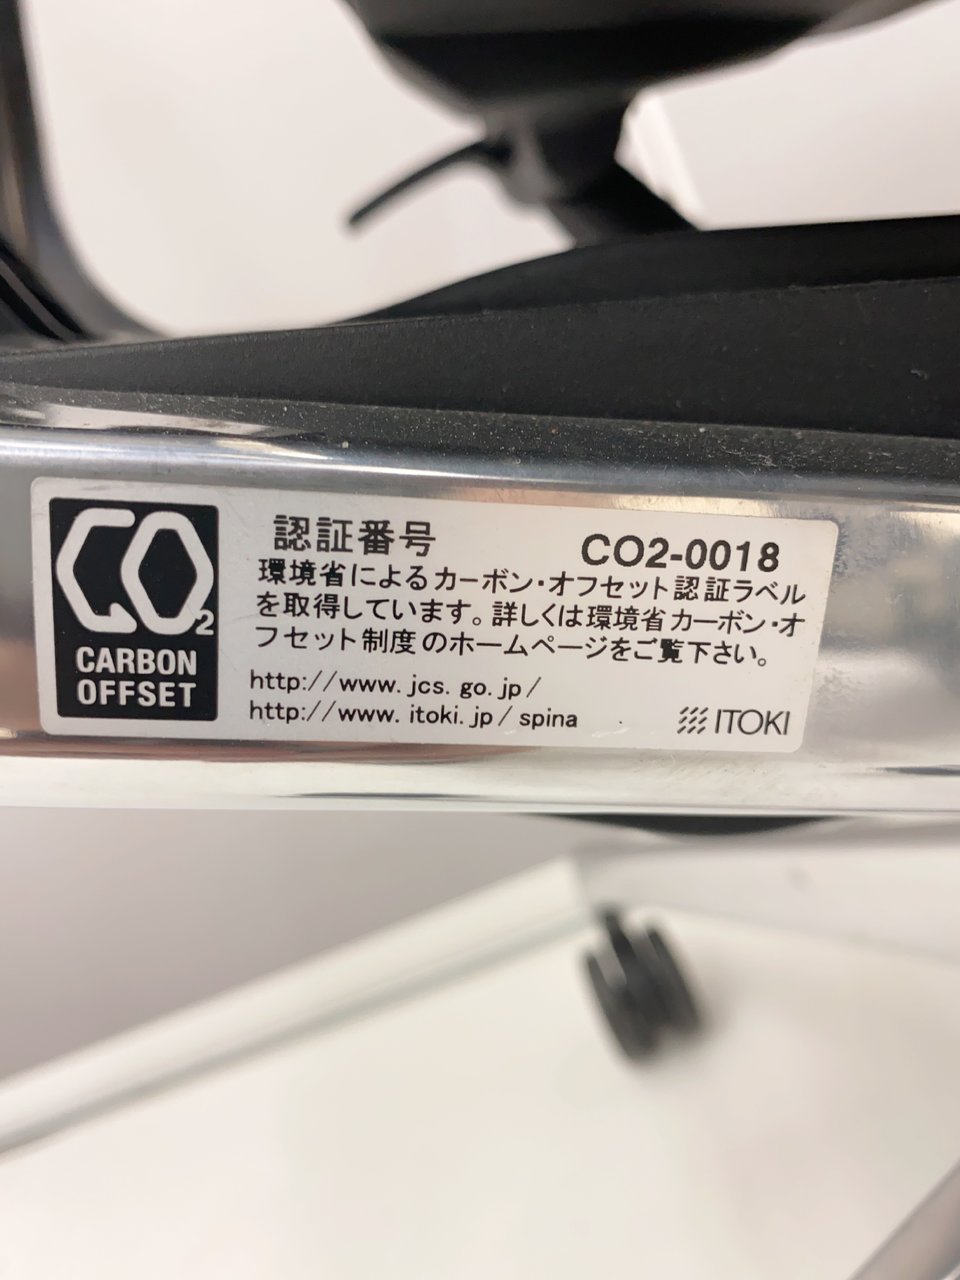 CO2
CARBON
OFFSET
認証番号 CO2-0018
環境省によるカーボン・オフセット認証ラベル
を取得しています。詳しくは環境省カーボン・オ
フセット制度のホームページをご覧下さい。
http://www.jcs.go.jp/
http://www.itoki.jp/spina
ITOKI